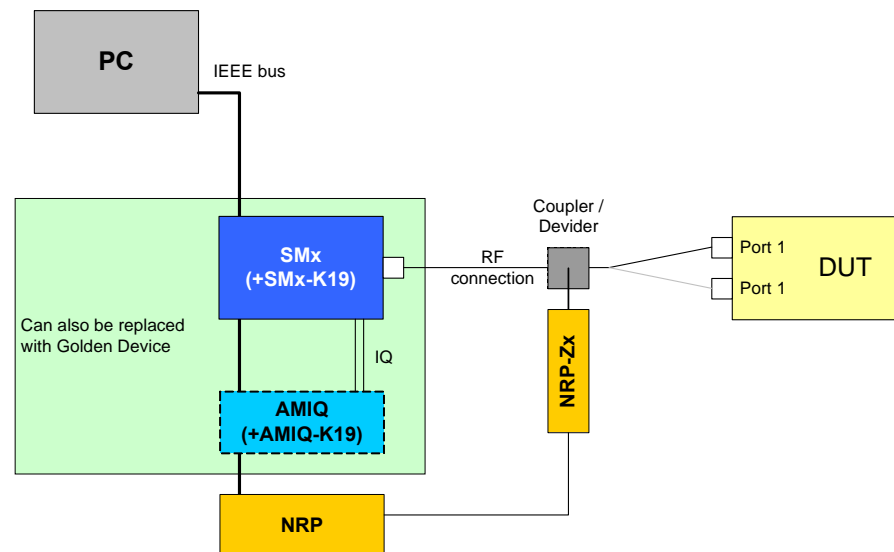 PC
IEEE bus
Coupler /
Devider
SMx
(+SMx-K19)
RF
connection
Port 1
DUT
Port 1
Can also be replaced
with Golden Device
IQ
NRP-Zx
AMIQ
(+AMIQ-K19)
NRP